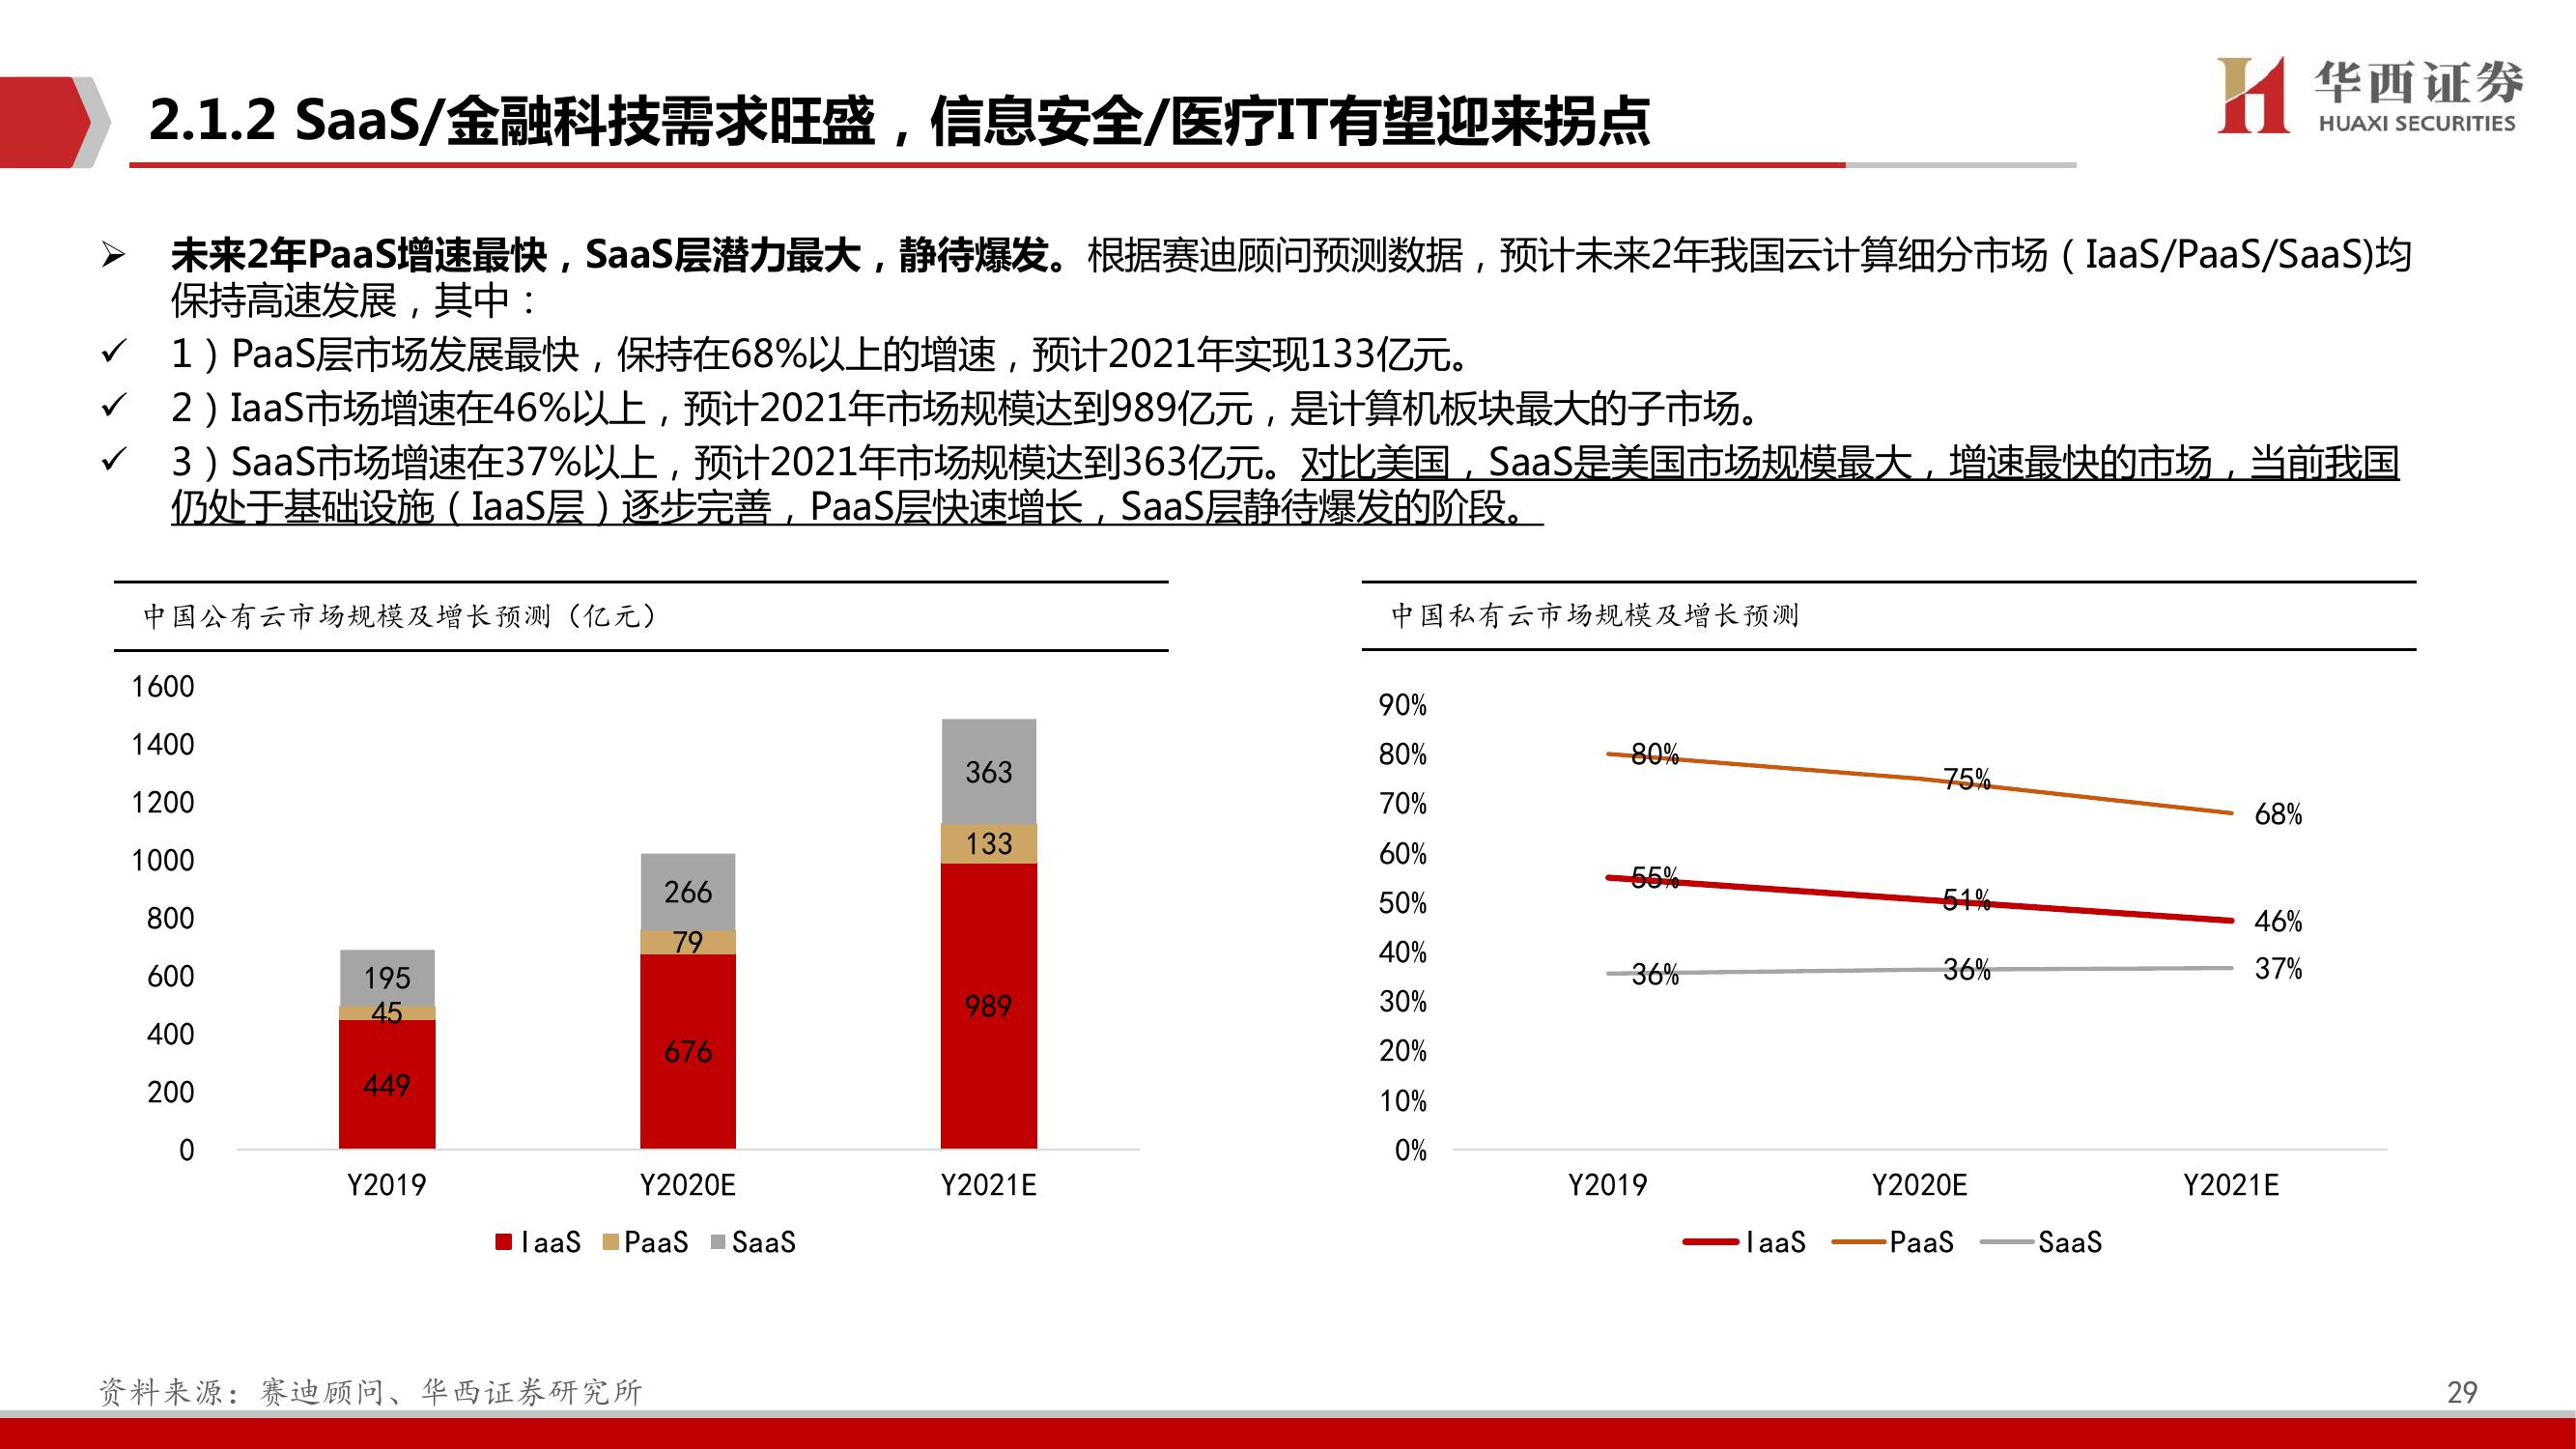 2.1.2 SaaS/金融科技需求旺盛，信息安全/医疗IT有望迎来拐点
华西证券
HUAXI SECURITIES
未来2年PaaS增速最快，SaaS层潜力最大，静待爆发。根据赛迪顾问预测数据，预计未来2年我国云计算细分市场（IaaS/PaaS/SaaS)均
保持高速发展，其中：
1）PaaS层市场发展最快，保持在68%以上的增速，预计2021年实现133亿元。
2）IaaS市场增速在46%以上，预计2021年市场规模达到989亿元，是计算机板块最大的子市场。
3）SaaS市场增速在37%以上，预计2021年市场规模达到363亿元。对比美国，SaaS是美国市场规模最大，增速最快的市场，当前我国
仍处于基础设施（IaaS层）逐步完善，PaaS层快速增长，SaaS层静待爆发的阶段。
中国公有云市场规模及增长预测（亿元）
1600
1400
1200
1000
800
600
400
200
0
195
45
449
266
79
676
363
133
989
Y2019 Y2020E Y2021E
IaaS PaaS SaaS
中国私有云市场规模及增长预测
90%
80%
70%
60%
50%
40%
30%
20%
10%
0%
80% 75% 68%
55% 51% 46%
36% 36% 37%
Y2019 Y2020E Y2021E
IaaS PaaS SaaS
资料来源：赛迪顾问、华西证券研究所
29